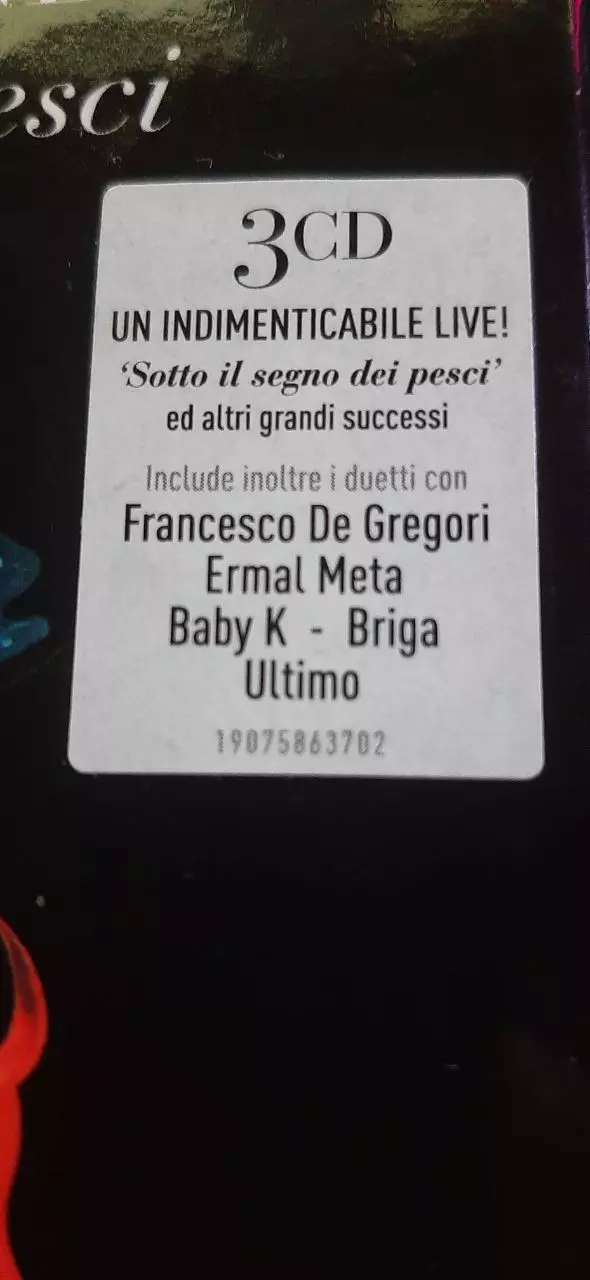 esci
3CD
UN INDIMENTICABILE LIVE!
‘Sotto il segno dei pesci’
ed altri grandi successi
Include inoltre i duetti con
Francesco De Gregori
Ermal Meta
Baby K - Briga
Ultimo
19075863702